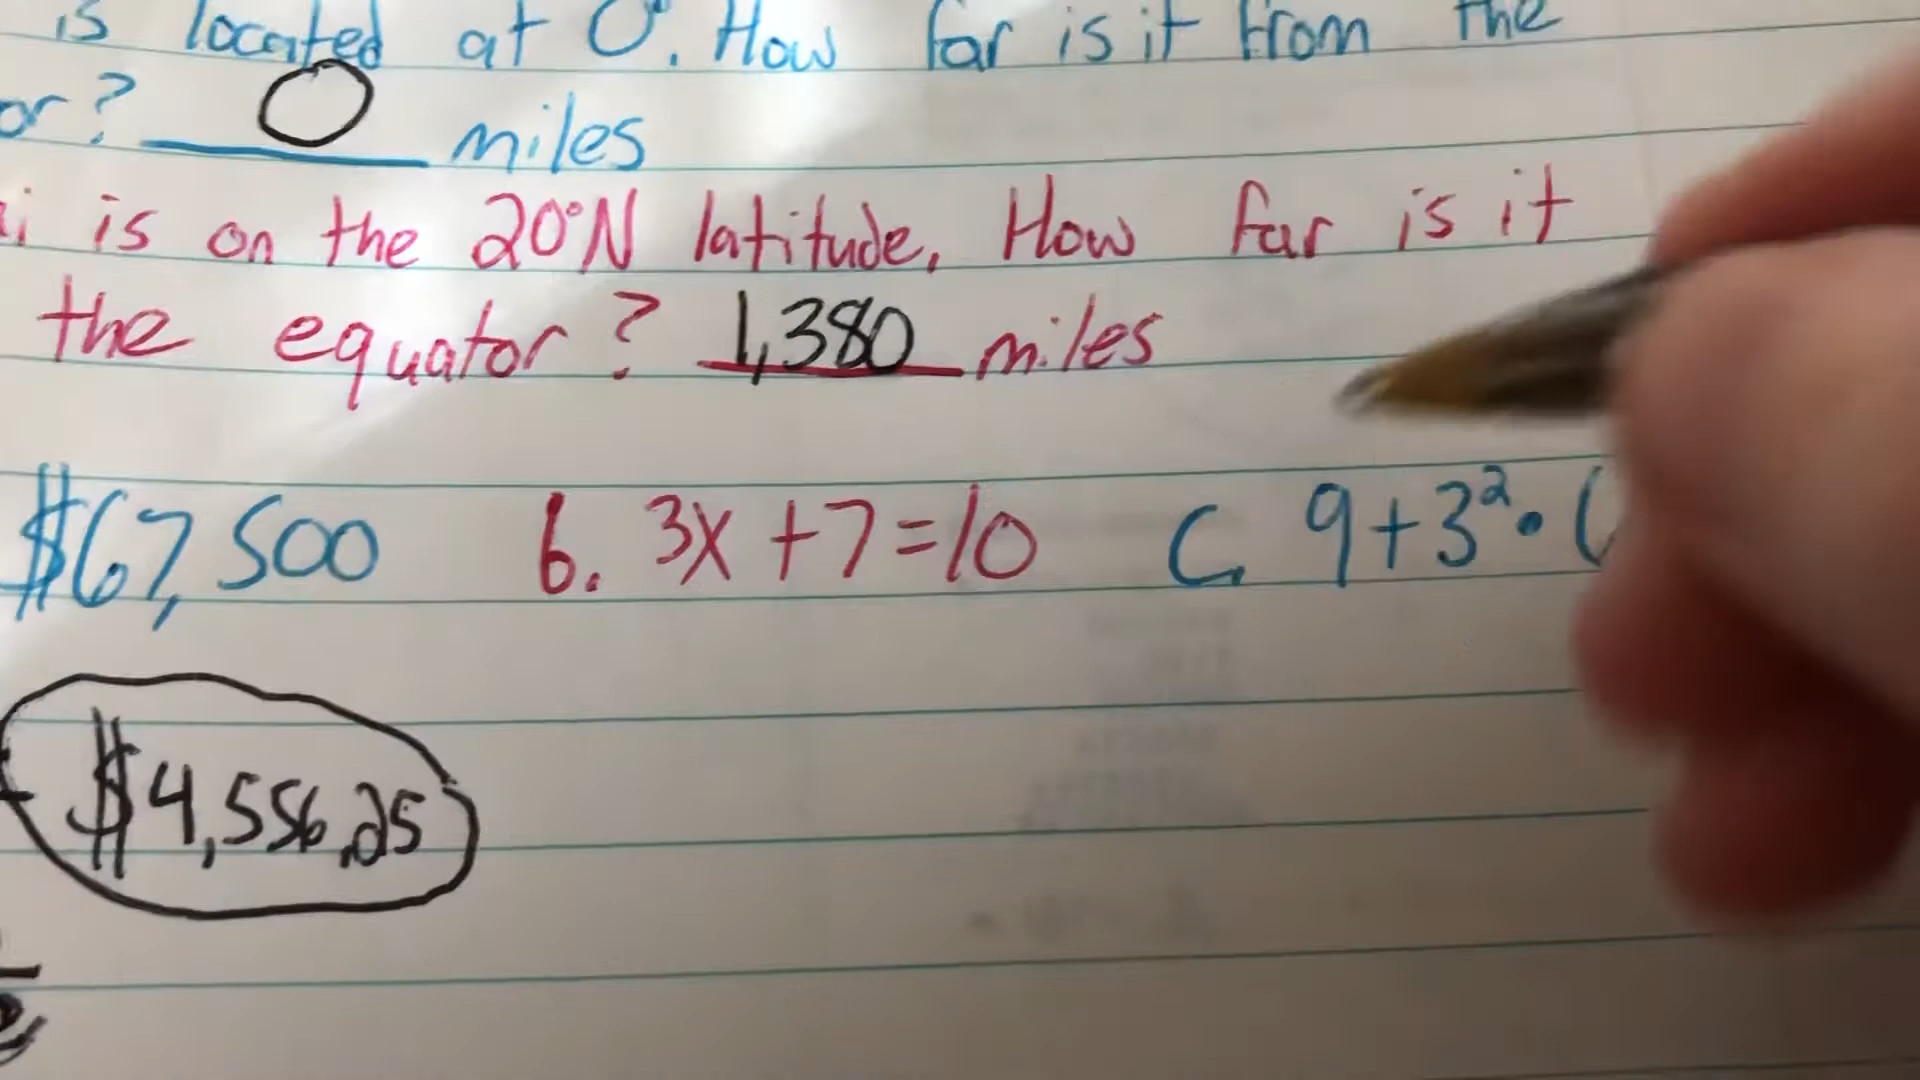 is located at 0°. How far is it from the
or? 0 miles
i is on the 20°N latitude. How far is it
the equator? 1,380 miles
$67,500 b. 3x+7=10 c. 9+3²•(
$4,556.25